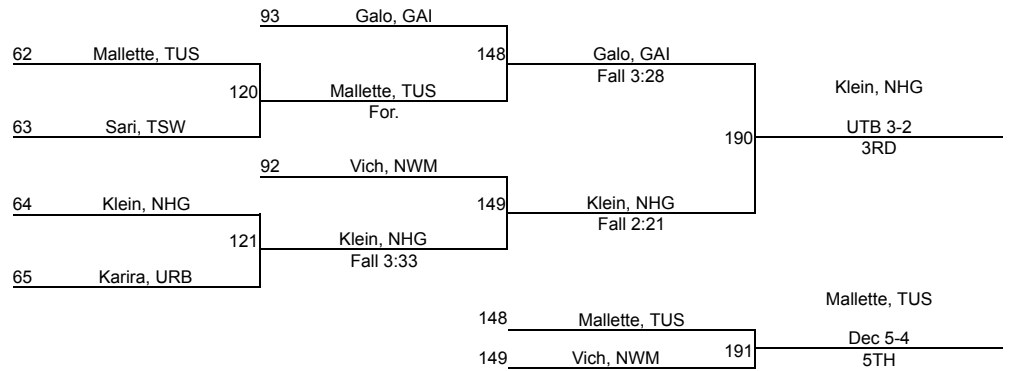 93 Galo, GAI
62 Mallette, TUS
148 Galo, GAI
Fall 3:28
120 Mallette, TUS
For.
Klein, NHG
63 Sari, TSW
190 UTB 3-2
3RD
92 Vich, NWM
64 Klein, NHG
149 Klein, NHG
Fall 2:21
121 Klein, NHG
Fall 3:33
65 Karira, URB
Mallette, TUS
148 Mallette, TUS
191 Dec 5-4
5TH
149 Vich, NWM